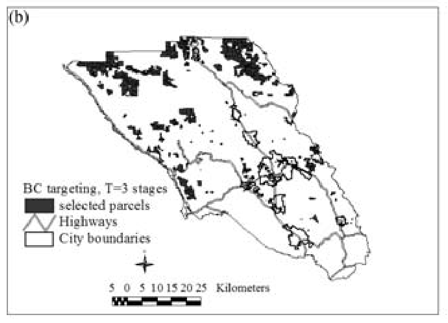 (b)
BC targeting, T=3 stages
selected parcels
Highways
City boundaries
5 0 5 10 15 20 25 Kilometers